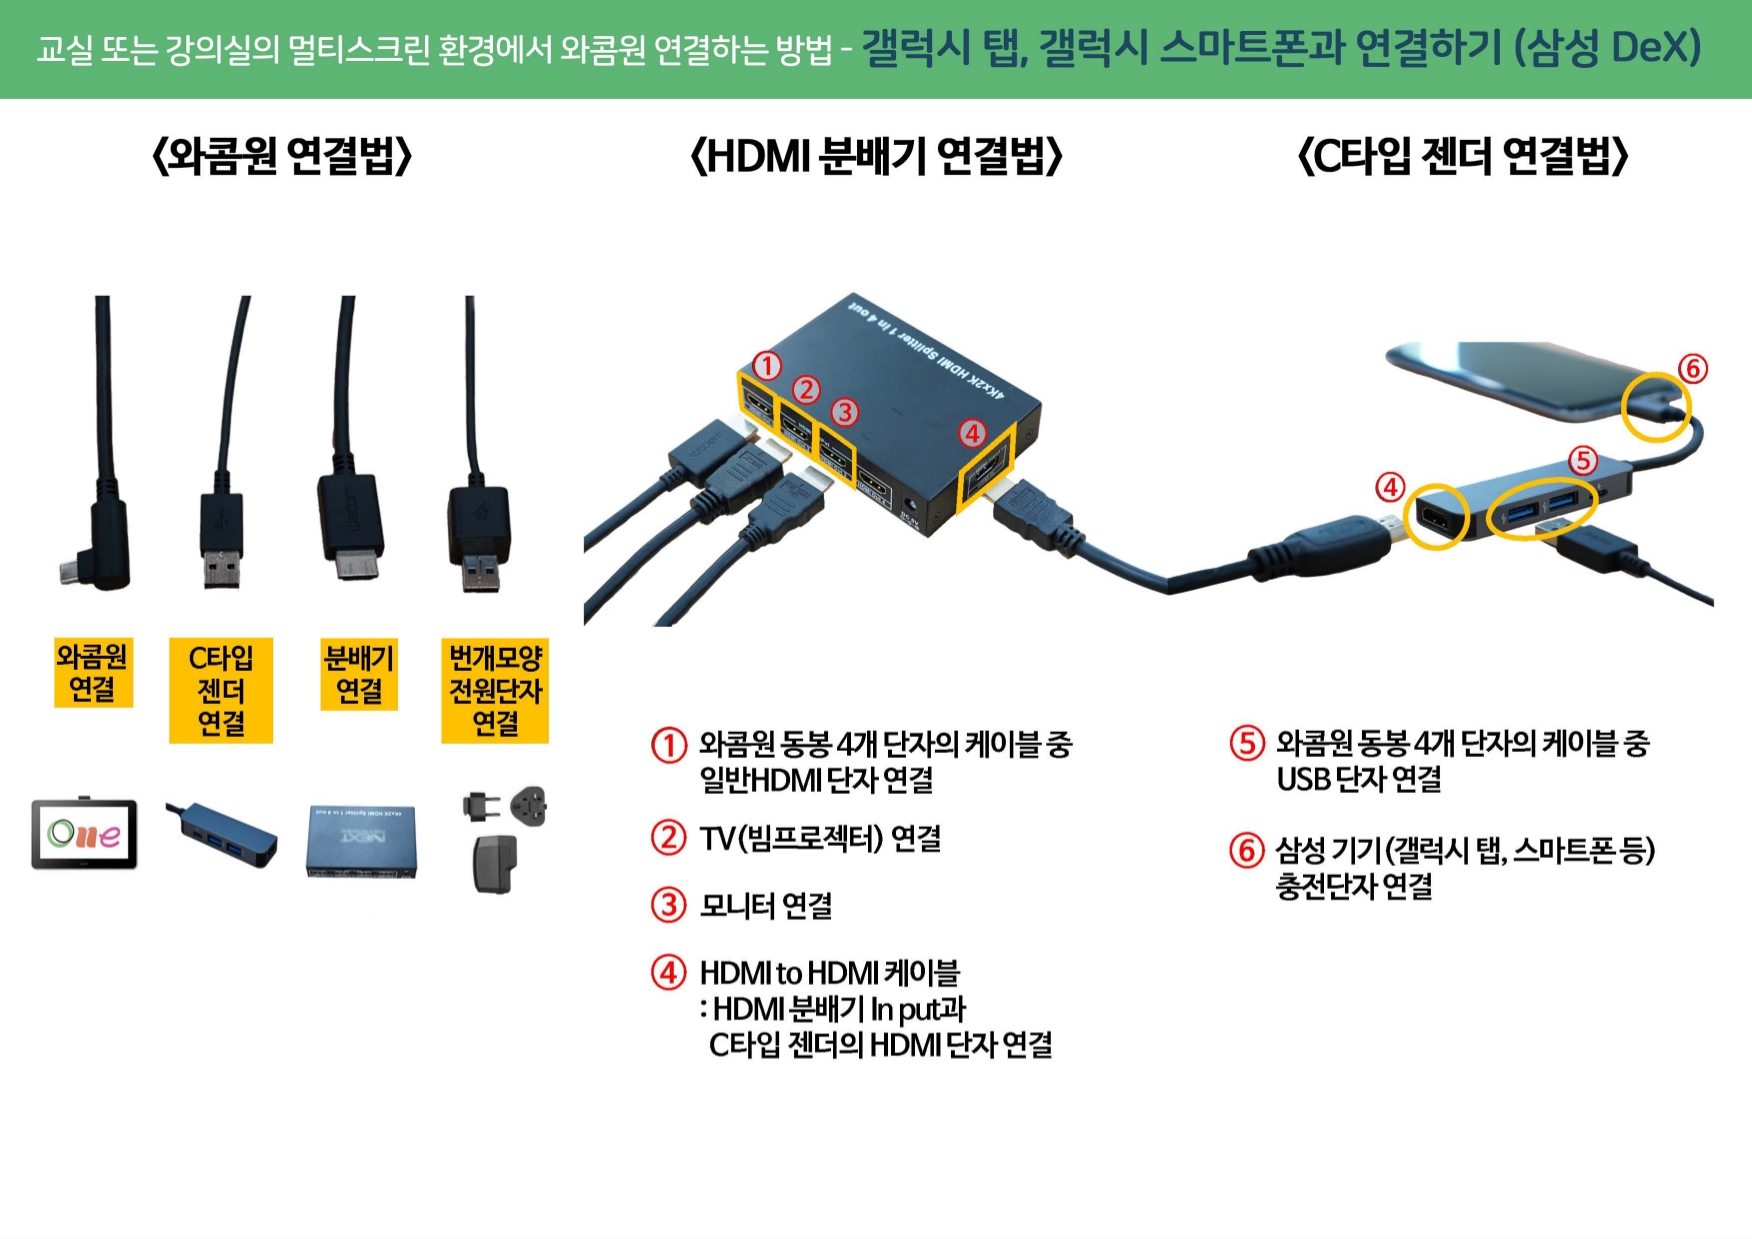 교실 또는 강의실의 멀티스크린 환경에서 와콤원 연결하는 방법 - 갤럭시 탭, 갤럭시 스마트폰과 연결하기 (삼성 DeX)
〈와콤원 연결법〉
〈HDMI 분배기 연결법〉
〈C타입 젠더 연결법〉
wacom
와콤원
연결
C타입
젠더
연결
분배기
연결
번개모양
전원단자
연결
One
4Kx2K HDMI Splitter 1 in 4 out
NEXT
4Kx2K HDMI Splitter 1 in 4 out
①
②
③
④
wacom
④
⑤
⑥
① 와콤원 동봉 4개 단자의 케이블 중
일반HDMI 단자 연결
② TV(빔프로젝터) 연결
③ 모니터 연결
④ HDMI to HDMI 케이블
: HDMI 분배기 In put과
C타입 젠더의 HDMI 단자 연결
⑤ 와콤원 동봉 4개 단자의 케이블 중
USB 단자 연결
⑥ 삼성 기기(갤럭시 탭, 스마트폰 등)
충전단자 연결